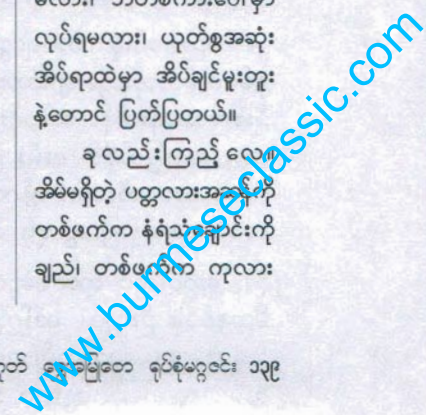 လုပ်ရမလား၊ ယုတ်စွအဆုံး
အိပ်ရာထဲမှာ အိပ်ချင်မူးတူး
နဲ့တောင် ပြက်ပြတယ်။
ခုလည်းကြည့်လေ။
အိမ်မရှိတဲ့ ပတ္တလားအဆန်ကို
တစ်ဖက်က နံရံသံချောင်းကို
ချည်၊ တစ်ဖက်က ကုလား
ရုပ်စုံမဂ္ဂဇင်း ၁၃၉
www.burmeseclassic.com